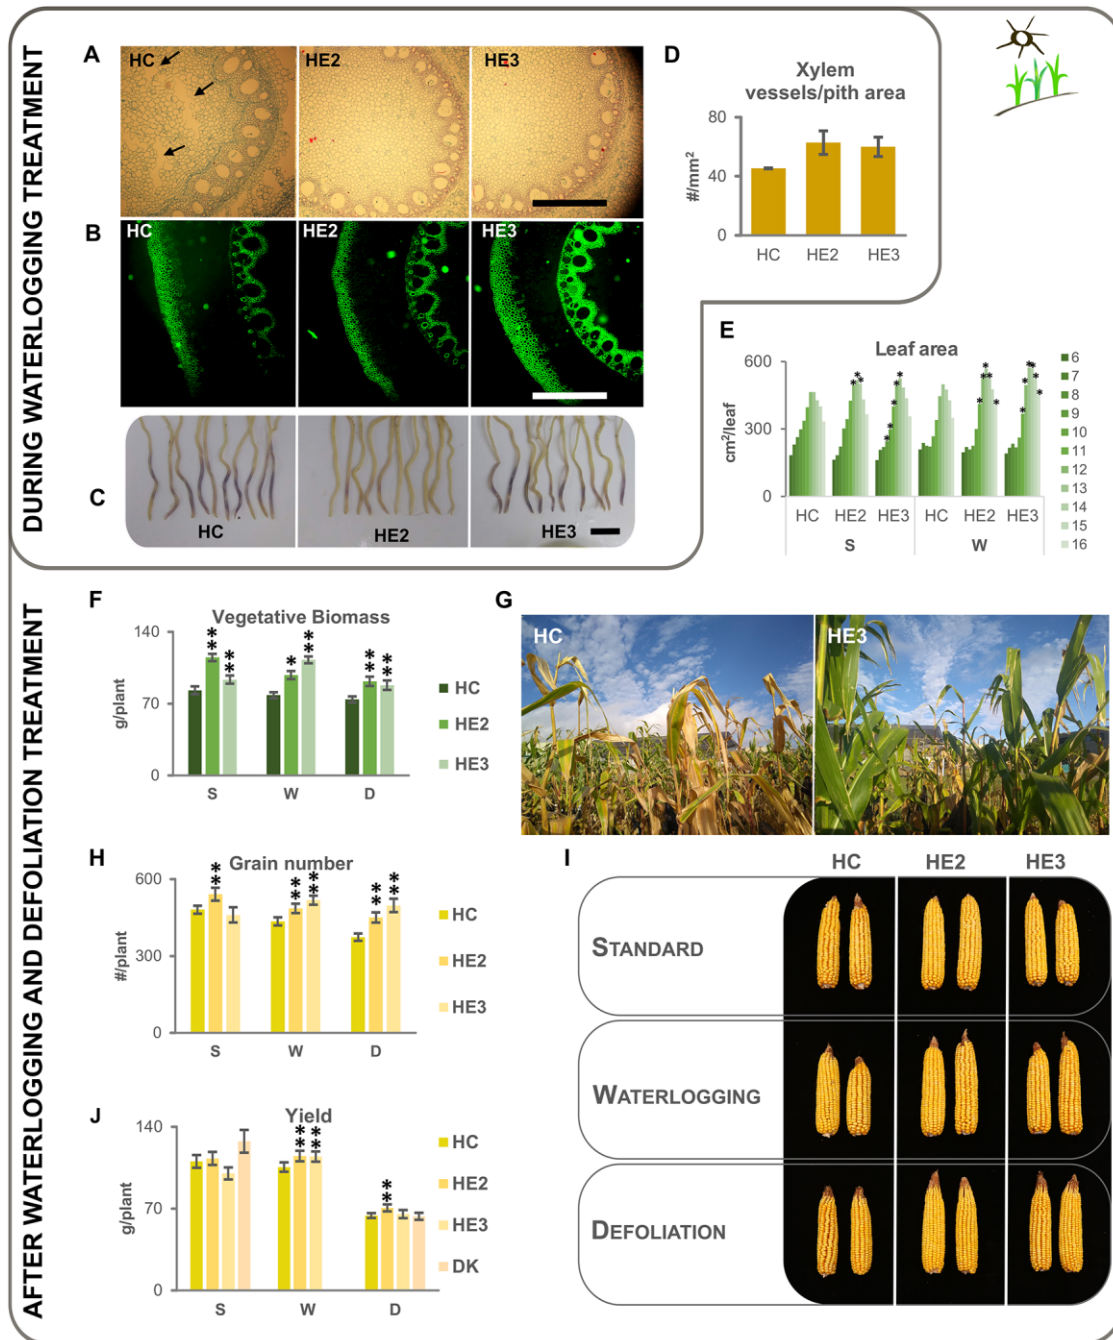 DURING WATERLOGGING TREATMENT
A
HC
HE2
HE3
B
HC
HE2
HE3
C
HC
HE2
HE3
D
Xylem
vessels/pith area
#/mm²
80
40
0
HC HE2 HE3
E
Leaf area
cm²/leaf
600
300
0
* * * * * * * * * * * * * * * * *
HC HE2 HE3 HC HE2 HE3
S W
6
7
8
9
10
11
12
13
14
15
16
AFTER WATERLOGGING AND DEFOLIATION TREATMENT
F
Vegetative Biomass
g/plant
140
70
0
** ** * ** ** **
S W D
HC
HE2
HE3
G
HC
HE3
H
Grain number
#/plant
600
300
0
** ** ** ** **
S W D
HC
HE2
HE3
I
HC HE2 HE3
STANDARD
WATERLOGGING
DEFOLIATION
J
Yield
g/plant
140
70
0
** ** **
S W D
HC
HE2
HE3
DK